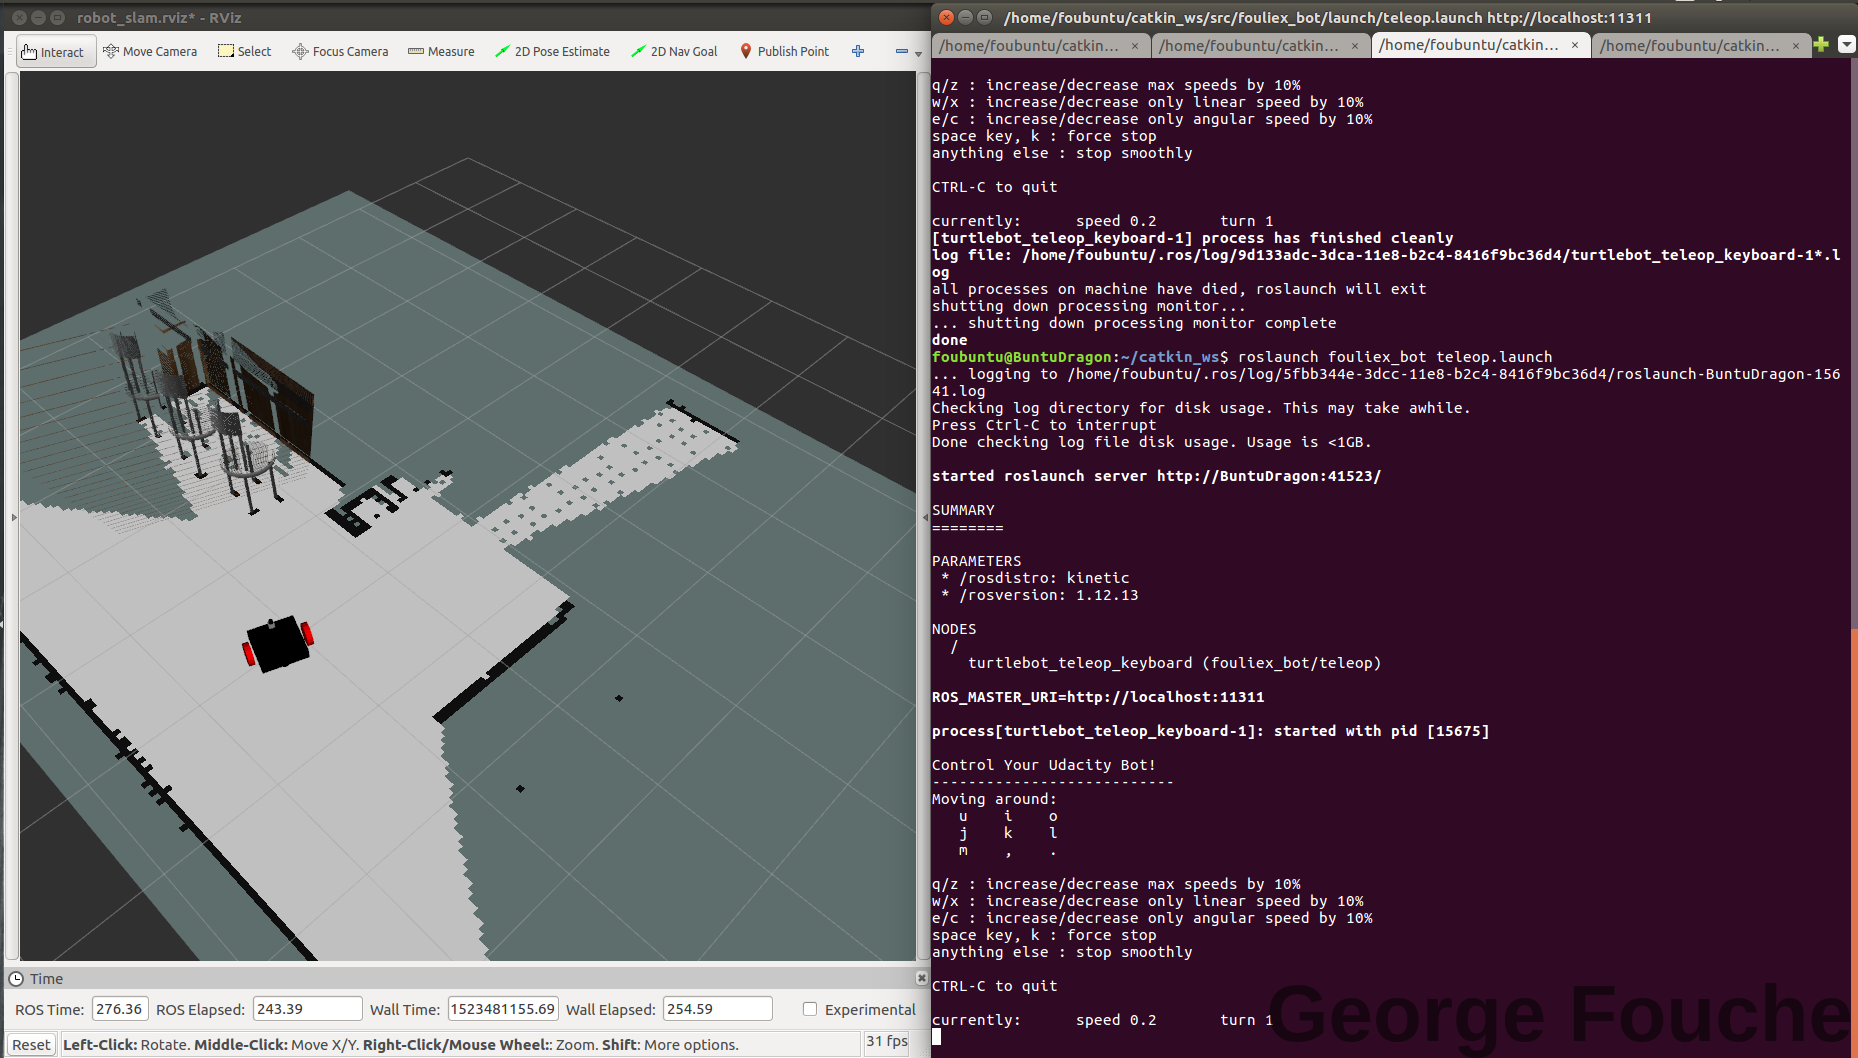 robot_slam.rviz* - RViz
Interact Move Camera Select Focus Camera Measure 2D Pose Estimate 2D Nav Goal Publish Point
Time
ROS Time: 276.36 ROS Elapsed: 243.39 Wall Time: 1523481155.69 Wall Elapsed: 254.59 Experimental
Reset Left-Click: Rotate. Middle-Click: Move X/Y. Right-Click/Mouse Wheel:: Zoom. Shift: More options. 31 fps
/home/foubuntu/catkin_ws/src/fouliex_bot/launch/teleop.launch http://localhost:11311
/home/foubuntu/catkin... × /home/foubuntu/catkin... × /home/foubuntu/catkin... × /home/foubuntu/catkin... ×
q/z : increase/decrease max speeds by 10%
w/x : increase/decrease only linear speed by 10%
e/c : increase/decrease only angular speed by 10%
space key, k : force stop
anything else : stop smoothly
CTRL-C to quit
currently: speed 0.2 turn 1
[turtlebot_teleop_keyboard-1] process has finished cleanly
log file: /home/foubuntu/.ros/log/9d133adc-3dca-11e8-b2c4-8416f9bc36d4/turtlebot_teleop_keyboard-1*.l
og
all processes on machine have died, roslaunch will exit
shutting down processing monitor...
... shutting down processing monitor complete
done
foubuntu@BuntuDragon:~/catkin_ws$ roslaunch fouliex_bot teleop.launch
... logging to /home/foubuntu/.ros/log/5fbb344e-3dcc-11e8-b2c4-8416f9bc36d4/roslaunch-BuntuDragon-156
41.log
Checking log directory for disk usage. This may take awhile.
Press Ctrl-C to interrupt
Done checking log file disk usage. Usage is <1GB.
started roslaunch server http://BuntuDragon:41523/
SUMMARY
========
PARAMETERS
* /rosdistro: kinetic
* /rosversion: 1.12.13
NODES
/
turtlebot_teleop_keyboard (fouliex_bot/teleop)
ROS_MASTER_URI=http://localhost:11311
process[turtlebot_teleop_keyboard-1]: started with pid [15675]
Control Your Udacity Bot!
---------------------------
Moving around:
u i o
j k l
m , .
q/z : increase/decrease max speeds by 10%
w/x : increase/decrease only linear speed by 10%
e/c : increase/decrease only angular speed by 10%
space key, k : force stop
anything else : stop smoothly
CTRL-C to quit
currently: speed 0.2 turn 1
George Fouche